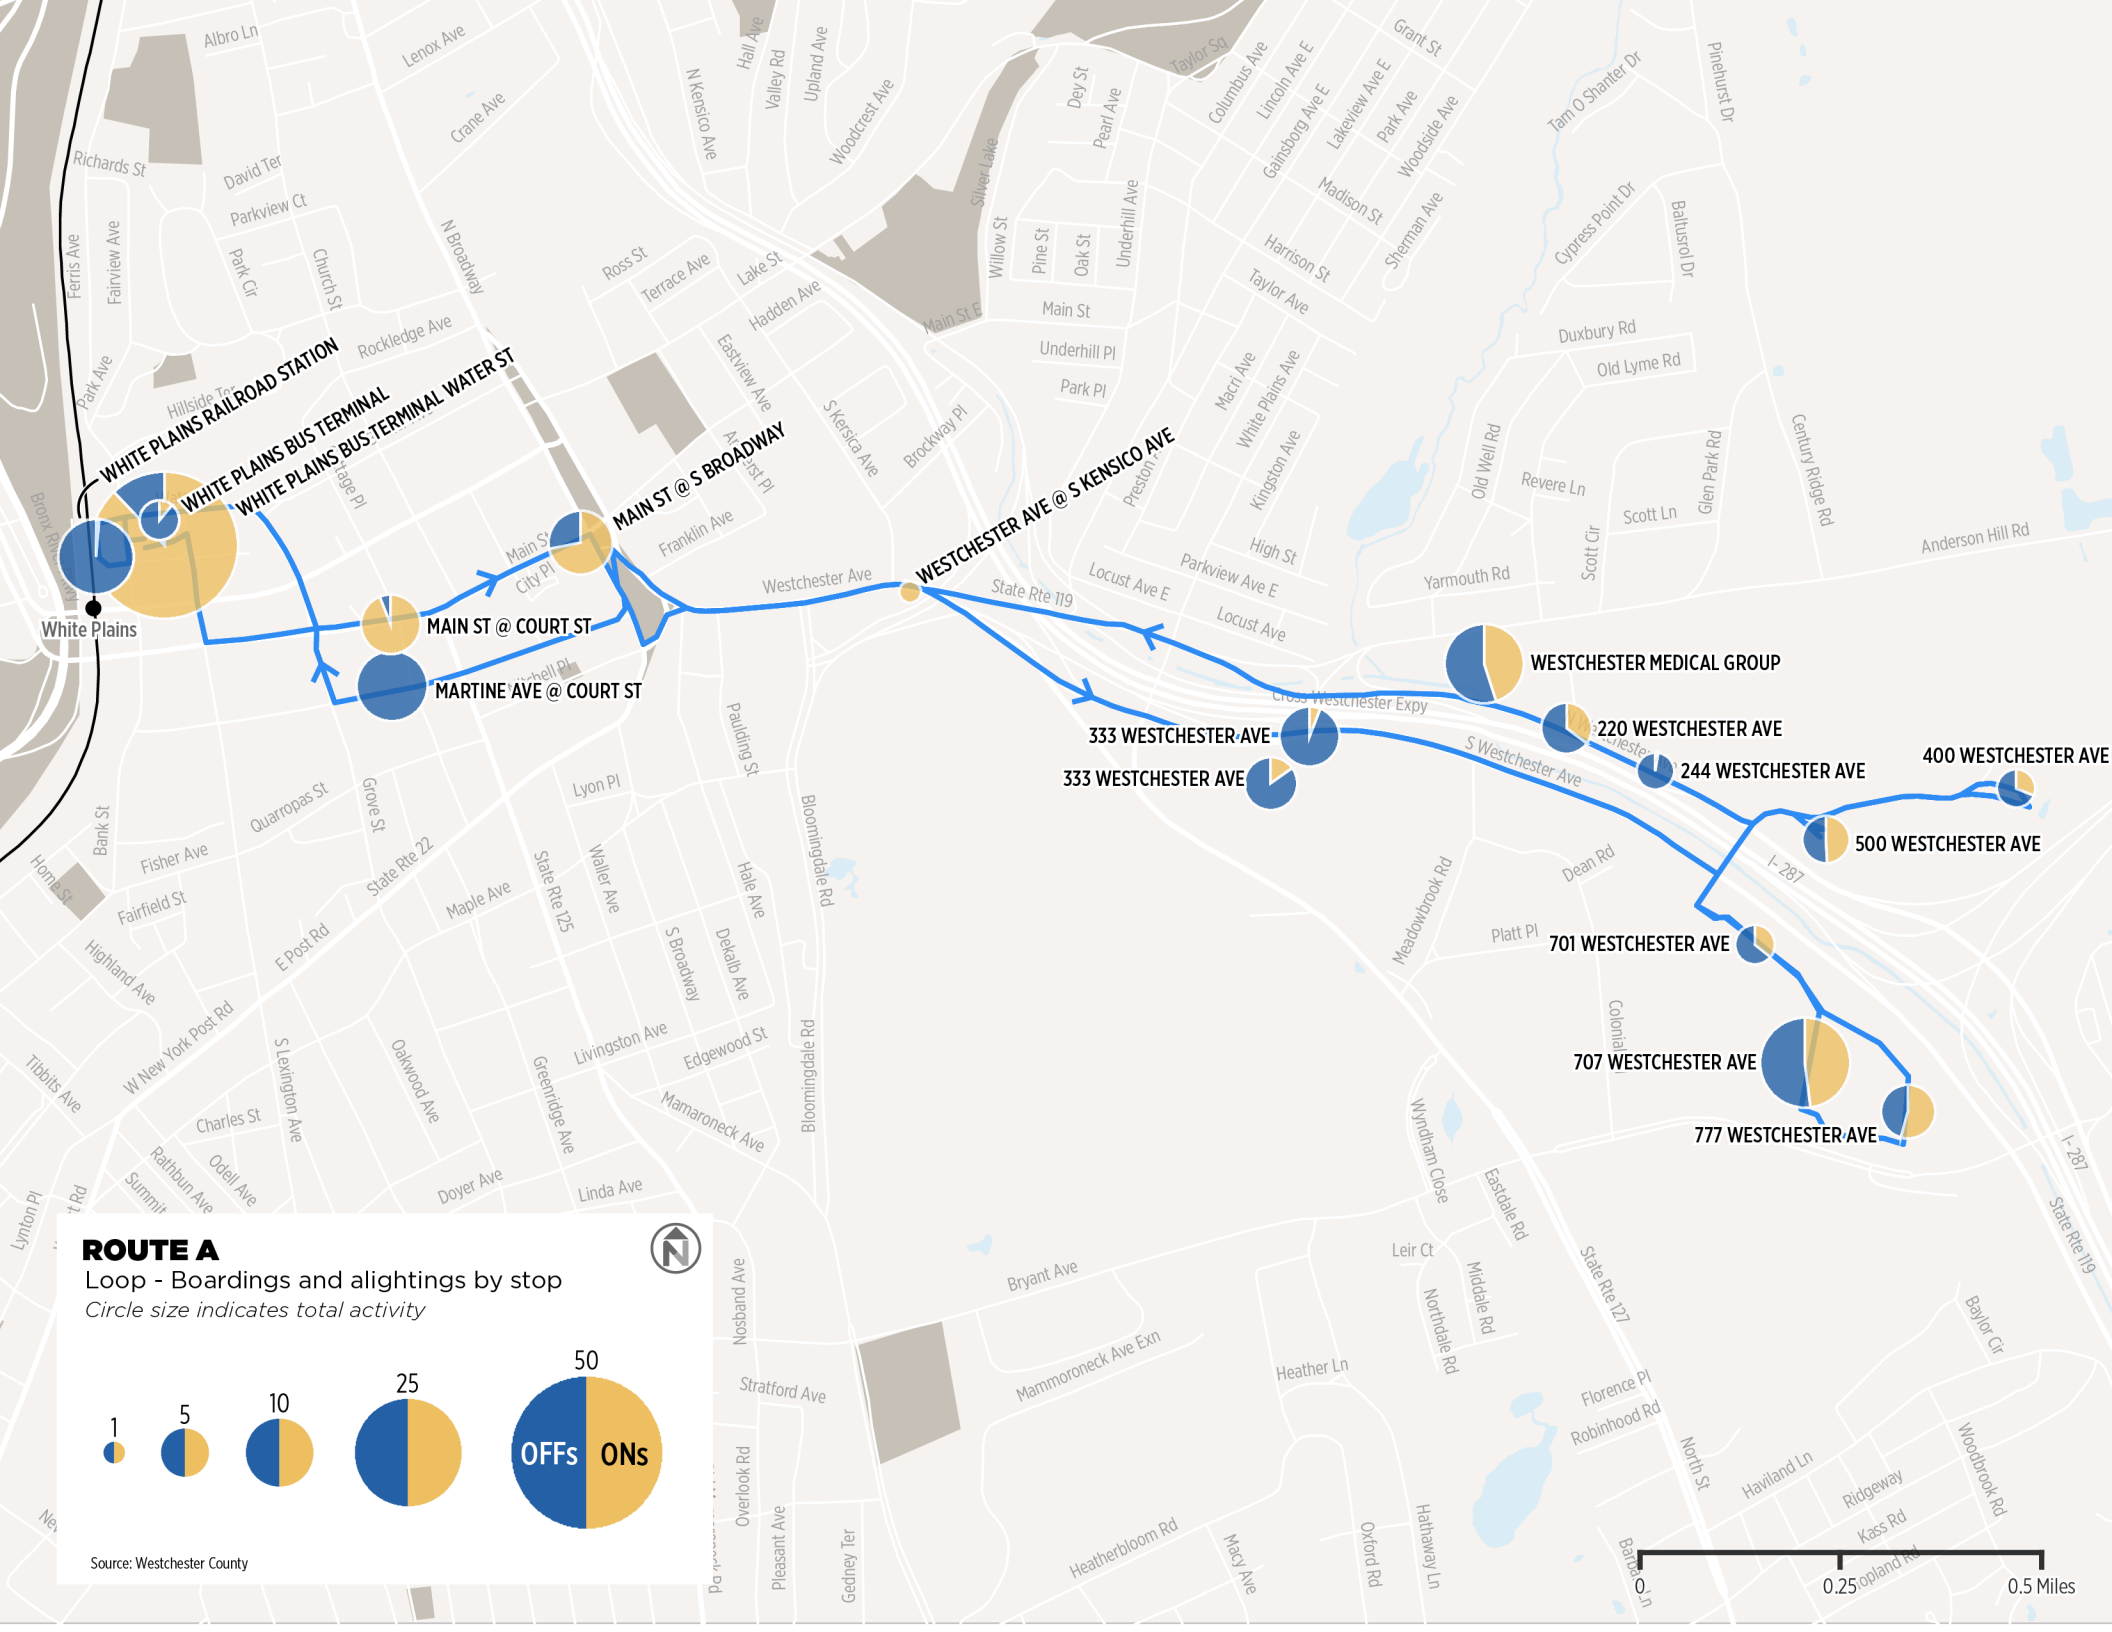 Albro Ln
Lenox Ave
Hall Ave
Valley Rd
Upland Ave
Woodcrest Ave
N Kensico Ave
Crane Ave
Taylor Sq
Columbus Ave
Lincoln Ave E
Gainsborg Ave E
Lakeview Ave E
Park Ave
Woodside Ave
Grant St
Tam O Shanter Dr
Pinehurst Dr
Dey St
Pearl Ave
Silver Lake
Richards St
David Ter
Parkview Ct
Ferris Ave
Fairview Ave
Park Cir
Church St
N Broadway
Ross St
Terrace Ave
Lake St
Hadden Ave
Willow St
Pine St
Oak St
Underhill Ave
Madison St
Sherman Ave
Harrison St
Taylor Ave
Cypress Point Dr
Baltusrol Dr
Main St E
Main St
Underhill Pl
Park Pl
Rockledge Ave
Park Ave
Hillside Ter
Eastview Ave
S Kersica Ave
Brockway Pl
Macri Ave
White Plains Ave
Kingston Ave
Duxbury Rd
Old Lyme Rd
Old Well Rd
Revere Ln
Scott Ln
Scott Cir
Glen Park Rd
Century Ridge Rd
Anderson Hill Rd
Yarmouth Rd
WHITE PLAINS RAILROAD STATION
WHITE PLAINS BUS TERMINAL
WHITE PLAINS BUS TERMINAL WATER ST
MAIN ST @ S BROADWAY
WESTCHESTER AVE @ S KENSICO AVE
Preston
High St
Parkview Ave E
Locust Ave E
Locust Ave
Franklin Ave
Main St
City Pl
Westchester Ave
State Rte 119
White Plains
MAIN ST @ COURT ST
MARTINE AVE @ COURT ST
Mitchell Pl
WESTCHESTER MEDICAL GROUP
Cross Westchester Expy
S Westchester Ave
333 WESTCHESTER AVE
333 WESTCHESTER AVE
220 WESTCHESTER AVE
244 WESTCHESTER AVE
400 WESTCHESTER AVE
500 WESTCHESTER AVE
I- 287
701 WESTCHESTER AVE
707 WESTCHESTER AVE
777 WESTCHESTER AVE
Paulding St
Lyon Pl
Bloomingdale Rd
Quarropas St
Grove St
Bank St
Fisher Ave
Home St
Fairfield St
State Rte 22
Maple Ave
State Rte 125
Waller Ave
Hale Ave
S Broadway
Dekalb Ave
E Post Rd
Highland Ave
W New York Post Rd
Tibbits Ave
Charles St
S Lexington Ave
Oakwood Ave
Greenridge Ave
Livingston Ave
Edgewood St
Mamaroneck Ave
Bloomingdale Rd
Dean Rd
Meadowbrook Rd
Platt Pl
Colonial
Wyndham Close
Eastdale Rd
I- 287
State Rte 119
Rathbun Ave
Odell Ave
Summit
Lynton Pl
Doyer Ave
Linda Ave
Leir Ct
Middale Rd
Northdale Rd
State Rte 127
Bryant Ave
Mammoroneck Ave Exn
Heather Ln
Baylor Cir
Florence Pl
Robinhood Rd
North St
Haviland Ln
Ridgeway
Kass Rd
Woodbrook Rd
Nosband Ave
Stratford Ave
Overlook Rd
Pleasant Ave
Gedney Ter
Heatherbloom Rd
Macy Ave
Oxford Rd
Hathaway Ln
ROUTE A
N
Loop - Boardings and alightings by stop
Circle size indicates total activity
1
5
10
25
50
OFFs
ONs
Source: Westchester County
0
0.25
0.5 Miles